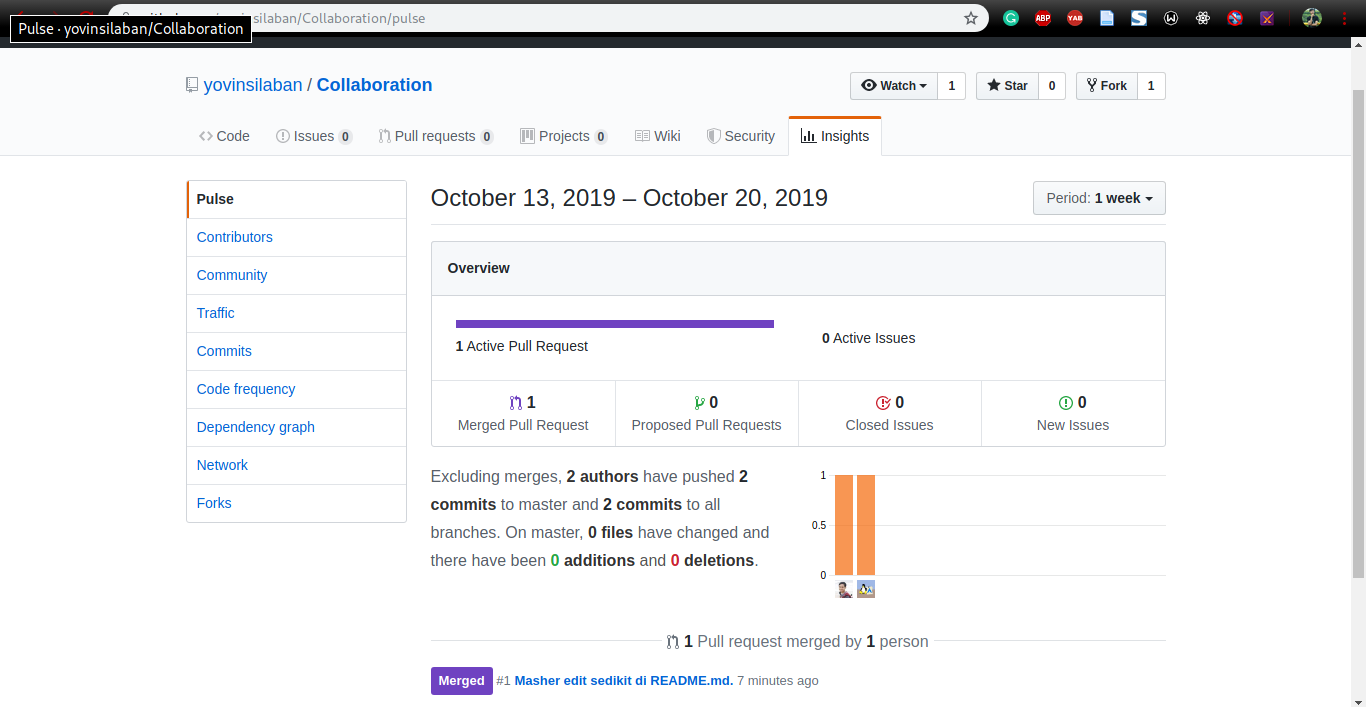 silaban/Collaboration/pulse
Pulse · yovinsilaban/Collaboration
ABP
YAB
yovinsilaban / Collaboration
Watch 1
Star 0
Fork 1
Code
Issues 0
Pull requests 0
Projects 0
Wiki
Security
Insights
Pulse
Contributors
Community
Traffic
Commits
Code frequency
Dependency graph
Network
Forks
October 13, 2019 – October 20, 2019
Period: 1 week
Overview
1 Active Pull Request
0 Active Issues
1
Merged Pull Request
0
Proposed Pull Requests
0
Closed Issues
0
New Issues
Excluding merges, 2 authors have pushed 2
commits to master and 2 commits to all
branches. On master, 0 files have changed and
there have been 0 additions and 0 deletions.
1
0.5
0
1 Pull request merged by 1 person
Merged #1 Masher edit sedikit di README.md. 7 minutes ago